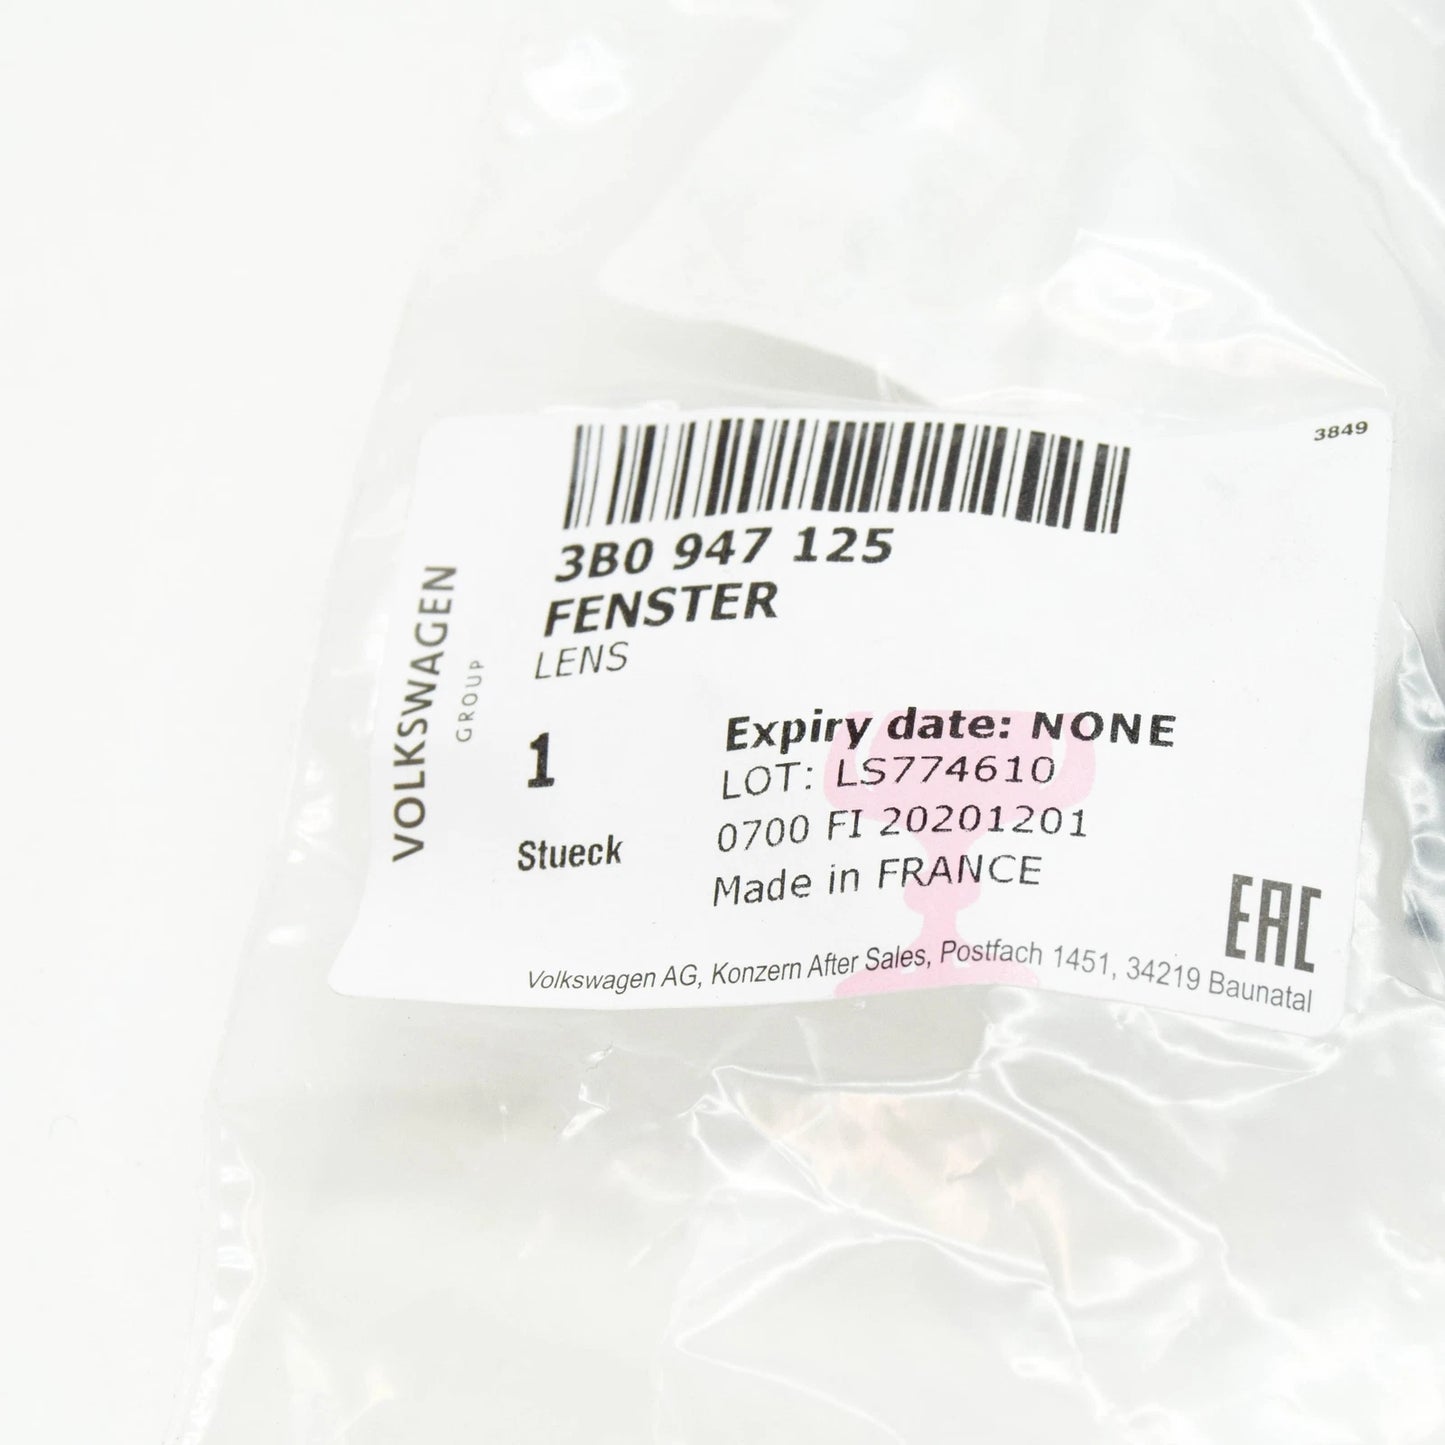 3849
3B0 947 125
FENSTER
LENS
VOLKSWAGEN
GROUP
1
Stueck
Expiry date: NONE
LOT: LS774610
0700 FI 20201201
Made in FRANCE
EAC
Volkswagen AG, Konzern After Sales, Postfach 1451, 34219 Baunatal